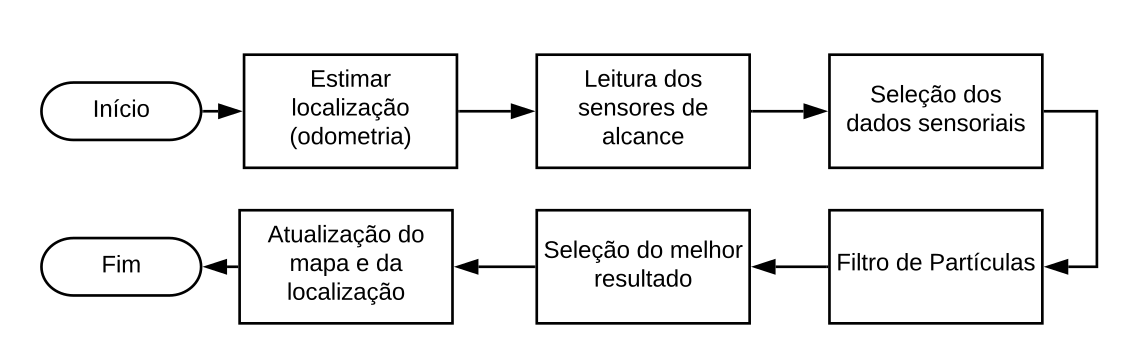 Início
Estimar
localização
(odometria)
Leitura dos
sensores de
alcance
Seleção dos
dados sensoriais
Filtro de Partículas
Seleção do melhor
resultado
Atualização do
mapa e da
localização
Fim